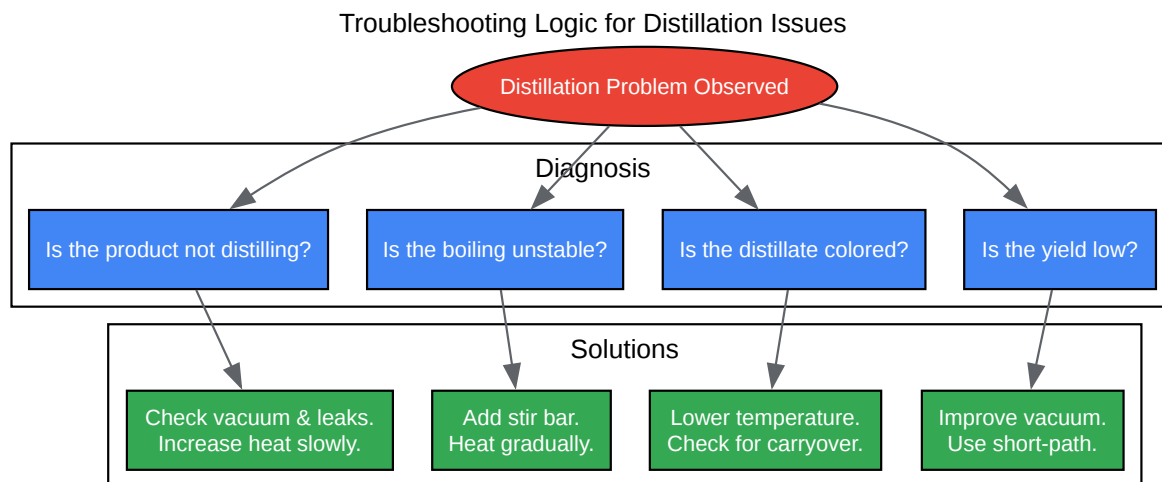 Troubleshooting Logic for Distillation Issues
Distillation Problem Observed
Diagnosis
Is the product not distilling?
Is the boiling unstable?
Is the distillate colored?
Is the yield low?
Solutions
Check vacuum & leaks.
Increase heat slowly.
Add stir bar.
Heat gradually.
Lower temperature.
Check for carryover.
Improve vacuum.
Use short-path.